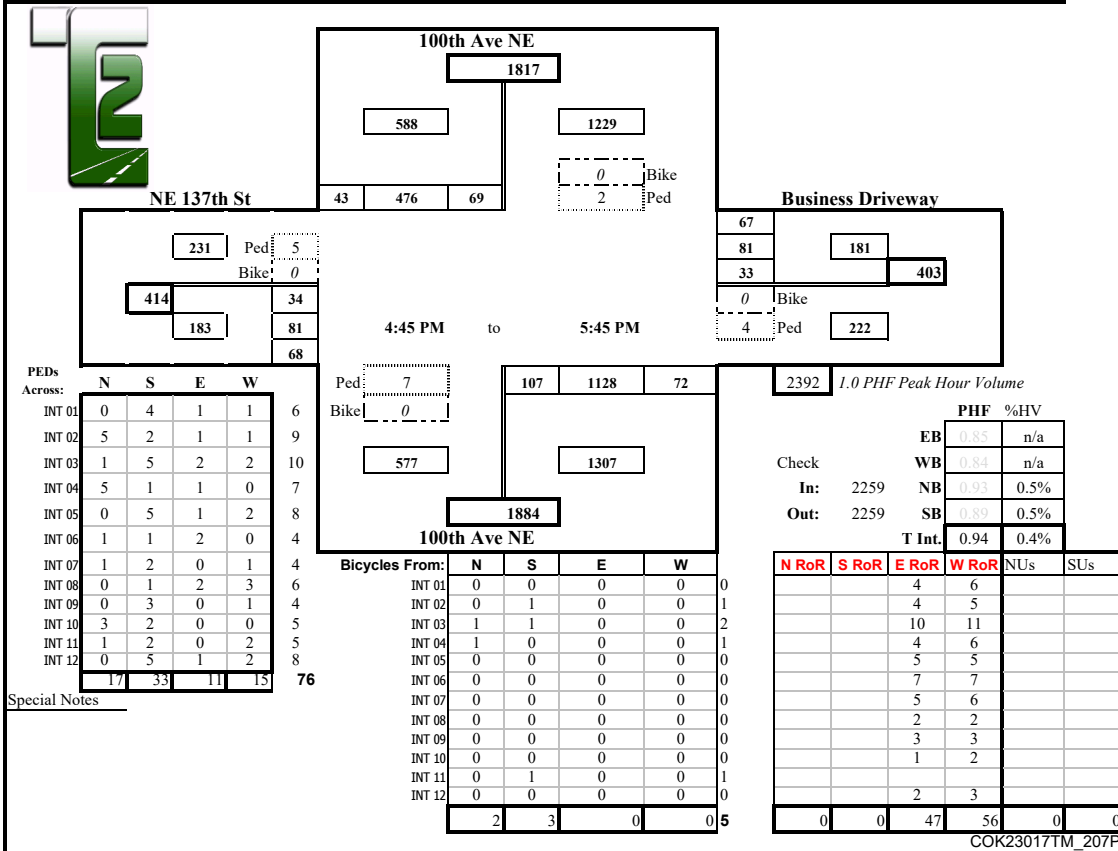 T2
100th Ave NE
1817
588 1229
0 Bike
2 Ped
43 476 69
NE 137th St
Business Driveway
231 Ped 5
Bike 0
414 34
183 81
68
67
81 181
33 403
0 Bike
4 Ped 222
4:45 PM to 5:45 PM
Ped 7
Bike 0
107 1128 72
577 1307
1884
100th Ave NE
2392 1.0 PHF Peak Hour Volume
PHF %HV
EB 0.85 n/a
Check WB 0.84 n/a
In: 2259 NB 0.93 0.5%
Out: 2259 SB 0.89 0.5%
T Int. 0.94 0.4%
PEDs
Across: N S E W
INT 01 0 4 1 1 6
INT 02 5 2 1 1 9
INT 03 1 5 2 2 10
INT 04 5 1 1 0 7
INT 05 0 5 1 2 8
INT 06 1 1 2 0 4
INT 07 1 2 0 1 4
INT 08 0 1 2 3 6
INT 09 0 3 0 1 4
INT 10 3 2 0 0 5
INT 11 1 2 0 2 5
INT 12 0 5 1 2 8
17 33 11 15 76
Special Notes
Bicycles From: N S E W
INT 01 0 0 0 0 0
INT 02 0 1 0 0 1
INT 03 1 1 0 0 2
INT 04 1 0 0 0 1
INT 05 0 0 0 0 0
INT 06 0 0 0 0 0
INT 07 0 0 0 0 0
INT 08 0 0 0 0 0
INT 09 0 0 0 0 0
INT 10 0 0 0 0 0
INT 11 0 1 0 0 1
INT 12 0 0 0 0 0
2 3 0 0 5
N RoR S RoR E RoR W RoR NUs SUs
4 6
4 5
10 11
4 6
5 5
7 7
5 6
2 2
3 3
1 2
2 3
0 0 47 56 0 0
COK23017TM_207P